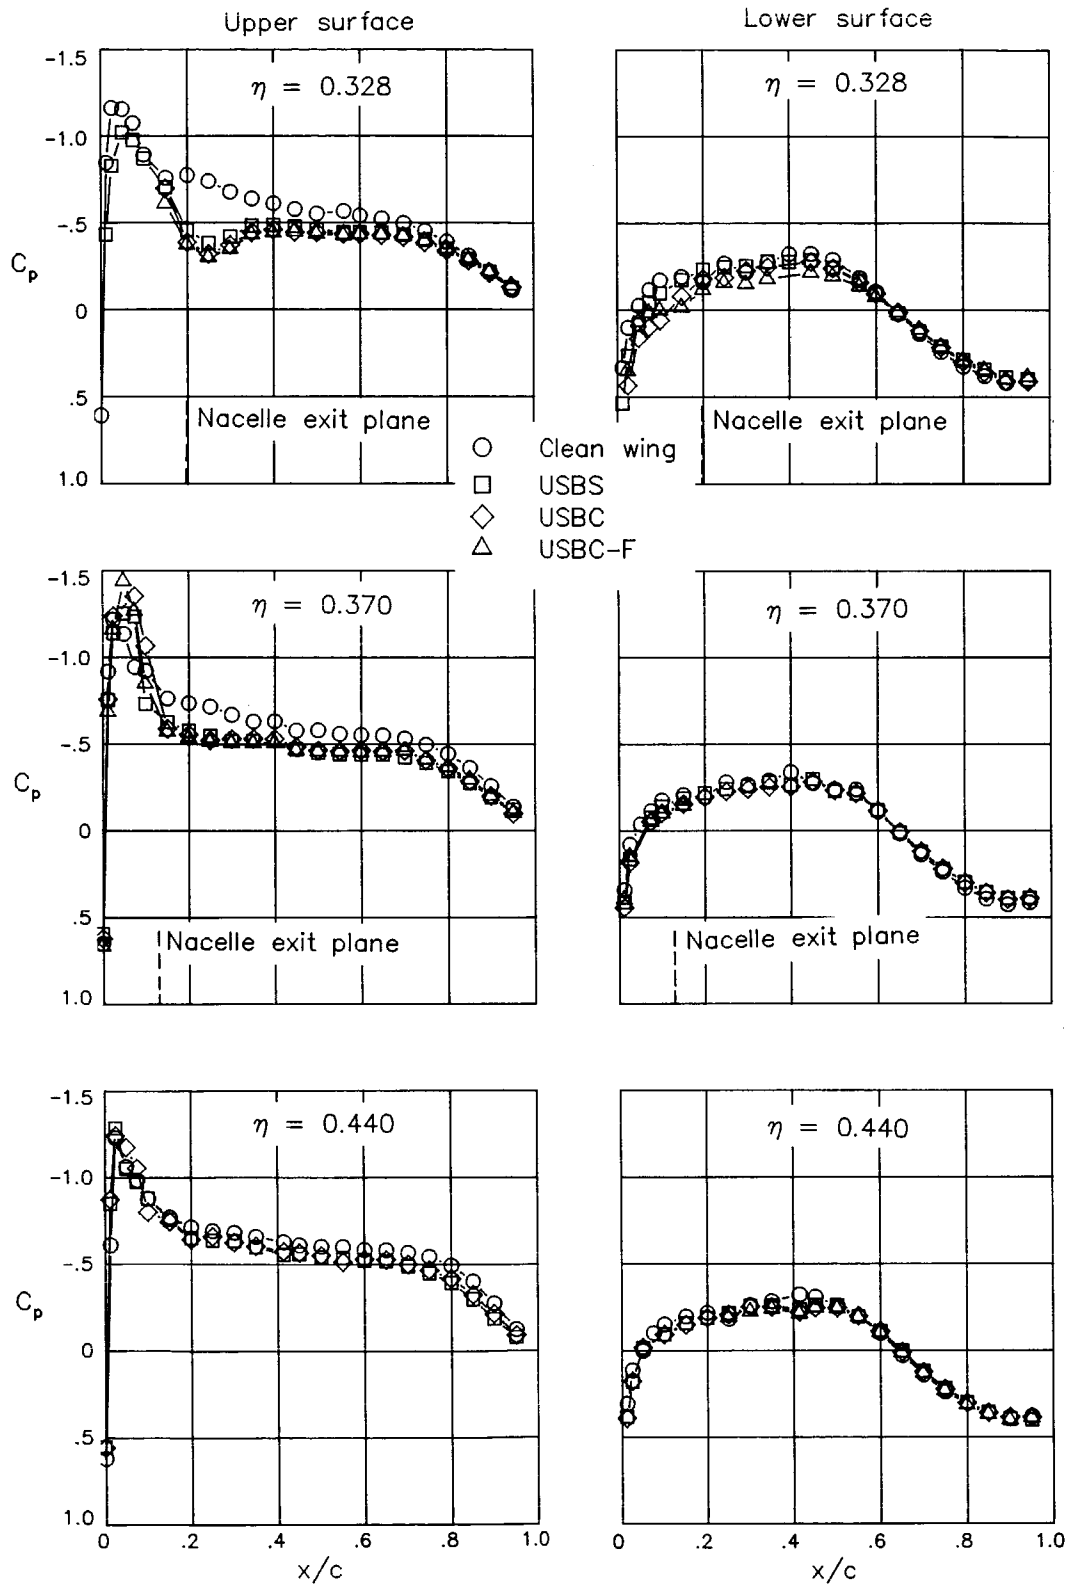 Upper surface
Lower surface
-1.5
-1.0
-.5
0
.5
1.0
Cp
η = 0.328
η = 0.328
Nacelle exit plane
Nacelle exit plane
Clean wing
USBS
USBC
USBC-F
-1.5
-1.0
-.5
0
.5
1.0
Cp
η = 0.370
η = 0.370
Nacelle exit plane
Nacelle exit plane
-1.5
-1.0
-.5
0
.5
1.0
Cp
η = 0.440
η = 0.440
0 .2 .4 .6 .8 1.0
x/c
0 .2 .4 .6 .8 1.0
x/c